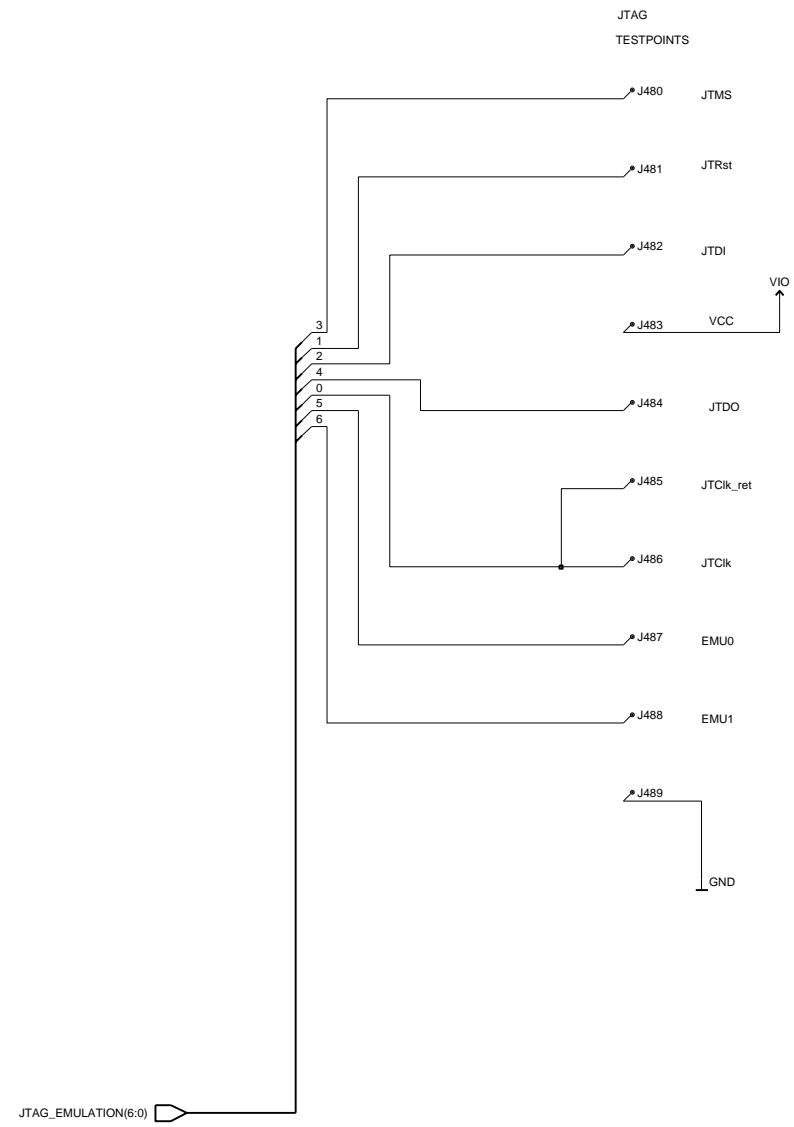 JTAG
TESTPOINTS
J480 JTMS
J481 JTRst
J482 JTDI
VIO
J483 VCC
3
1
2
4
0
5
6
J484 JTDO
J485 JTClk_ret
J486 JTClk
J487 EMU0
J488 EMU1
J489
GND
JTAG_EMULATION(6:0)